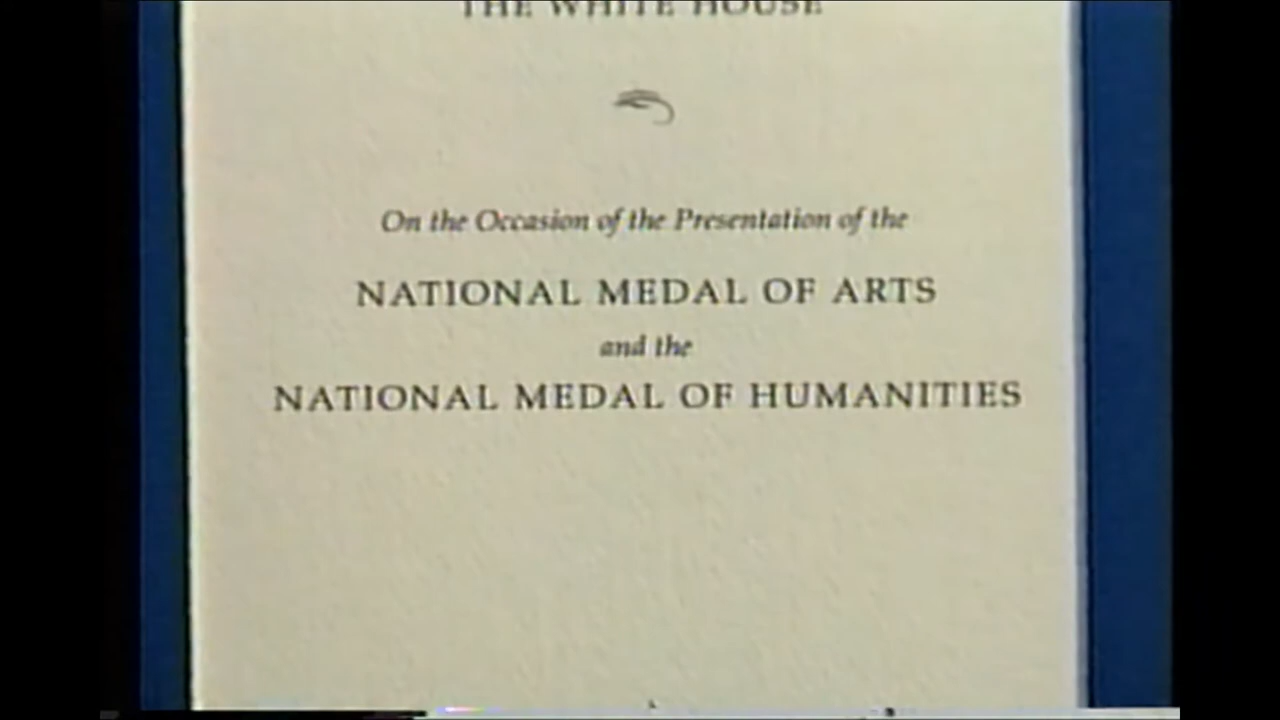 THE WHITE HOUSE
On the Occasion of the Presentation of the
NATIONAL MEDAL OF ARTS
and the
NATIONAL MEDAL OF HUMANITIES